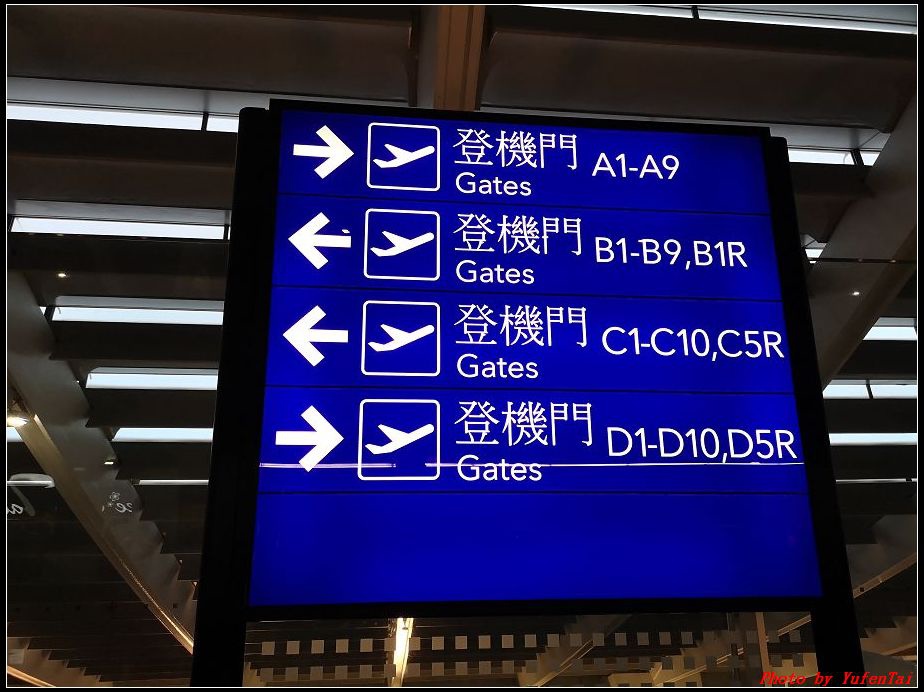 登機門 A1-A9
Gates
登機門 B1-B9,B1R
Gates
登機門 C1-C10,C5R
Gates
登機門 D1-D10,D5R
Gates
Photo by YufenTai